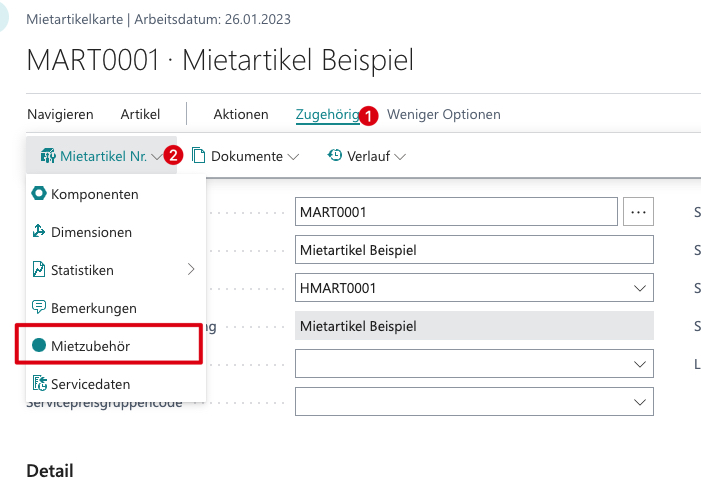 Mietartikelkarte | Arbeitsdatum: 26.01.2023
MART0001 · Mietartikel Beispiel
Navigieren Artikel Aktionen Zugehörig 1 Weniger Optionen
Mietartikel Nr. 2 Dokumente Verlauf
Komponenten
MART0001 ... S
Dimensionen
Mietartikel Beispiel S
Statistiken
HMART0001 S
Bemerkungen
ng Mietartikel Beispiel S
Mietzubehör
L
Servicedaten
Servicepreisgruppencode
Detail